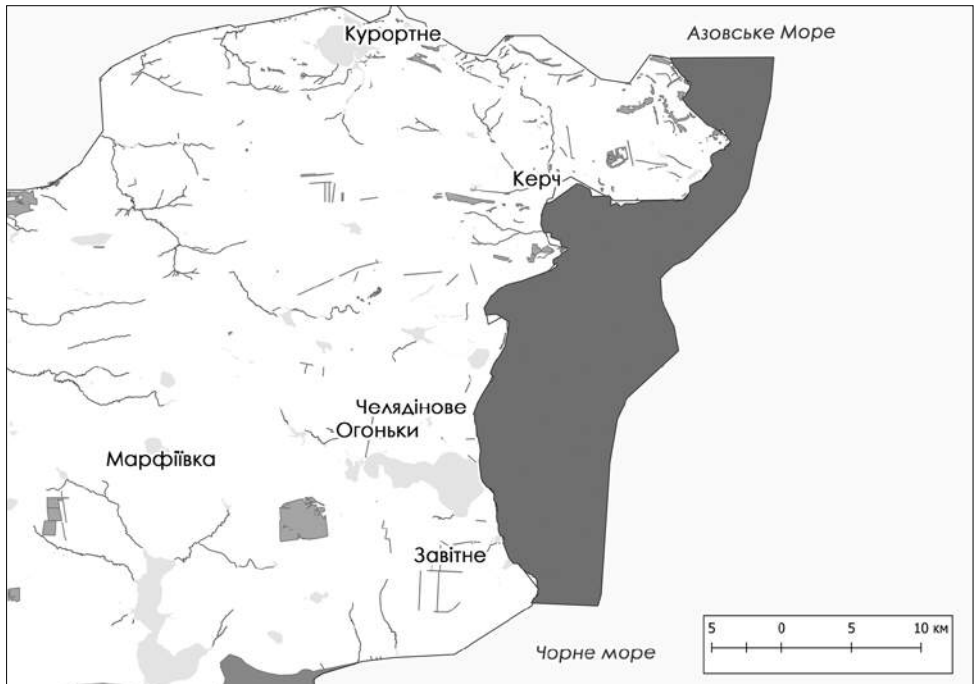 Азовське Море
Курортне
Керч
Челядінове
Огоньки
Марфіївка
Завітне
Чорне море
5 0 5 10 км